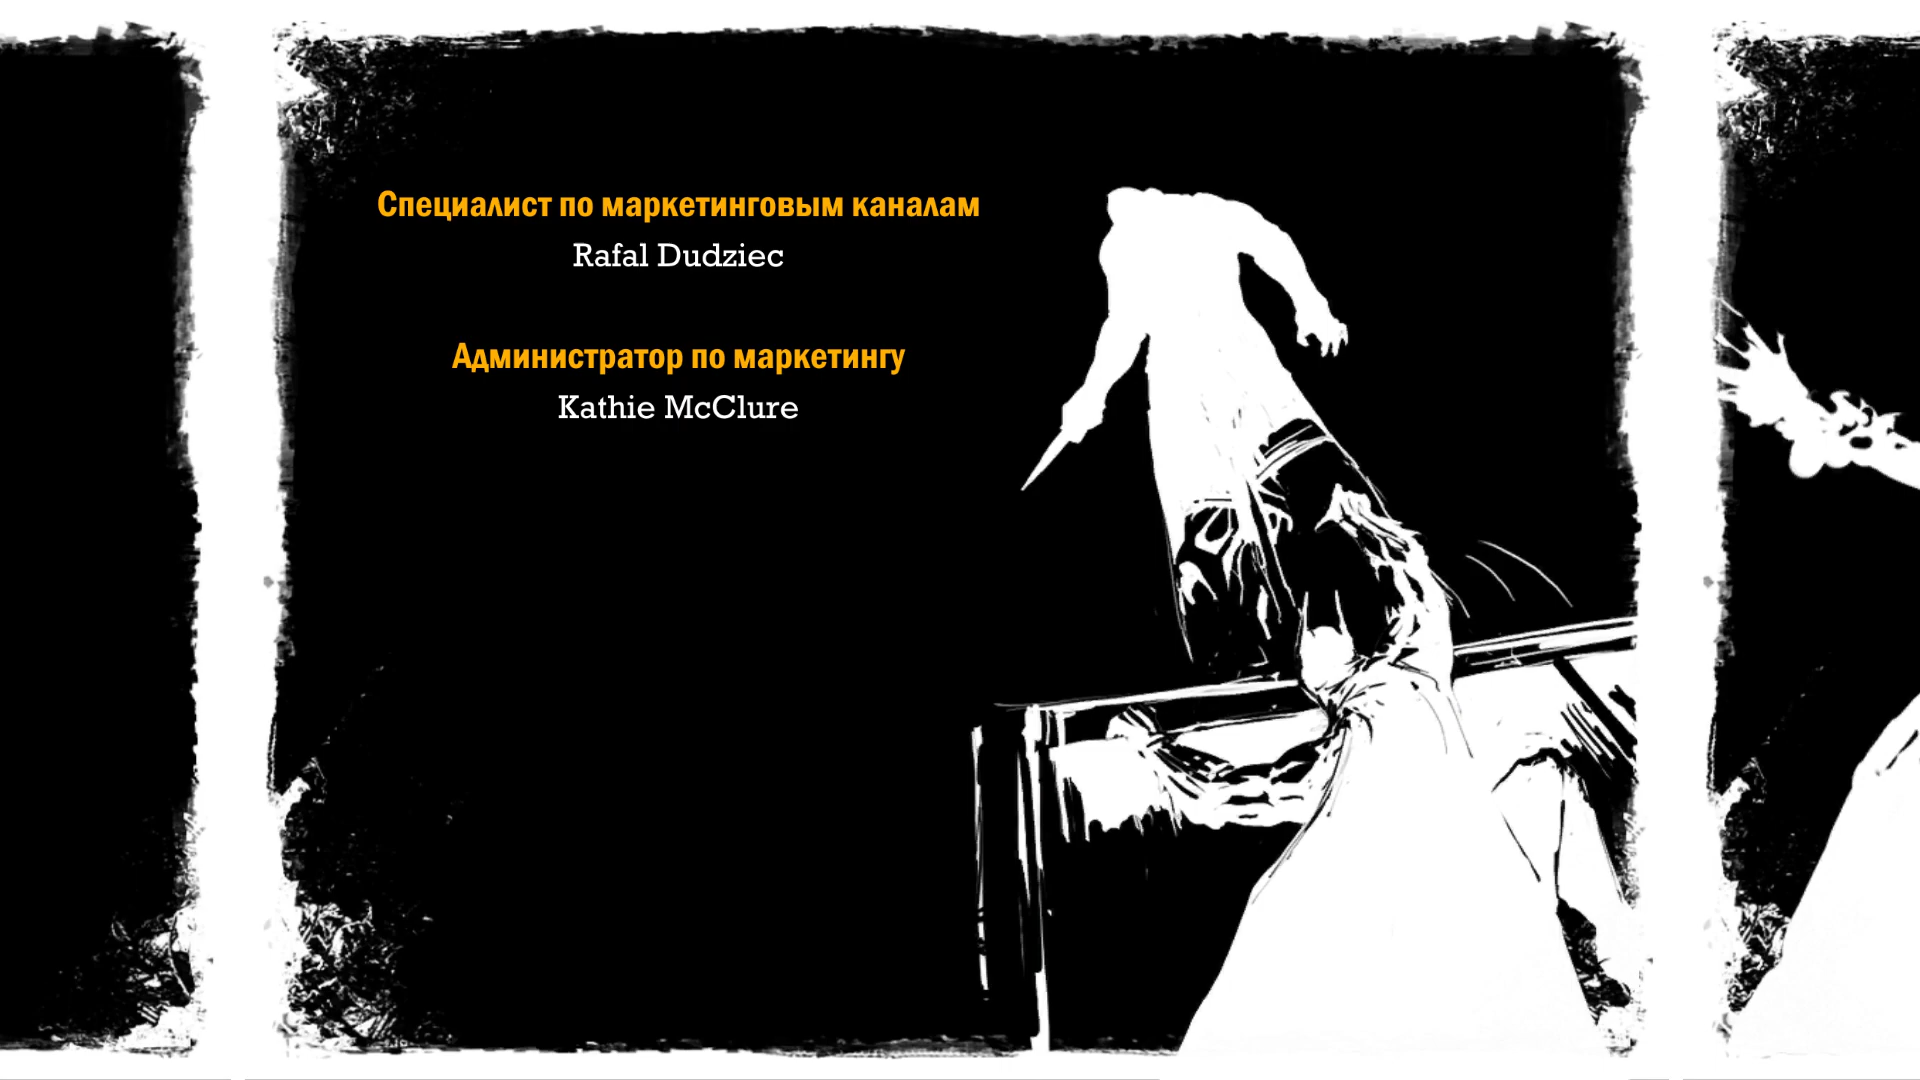 Специалист по маркетинговым каналам
Rafal Dudziec
Администратор по маркетингу
Kathie McClure